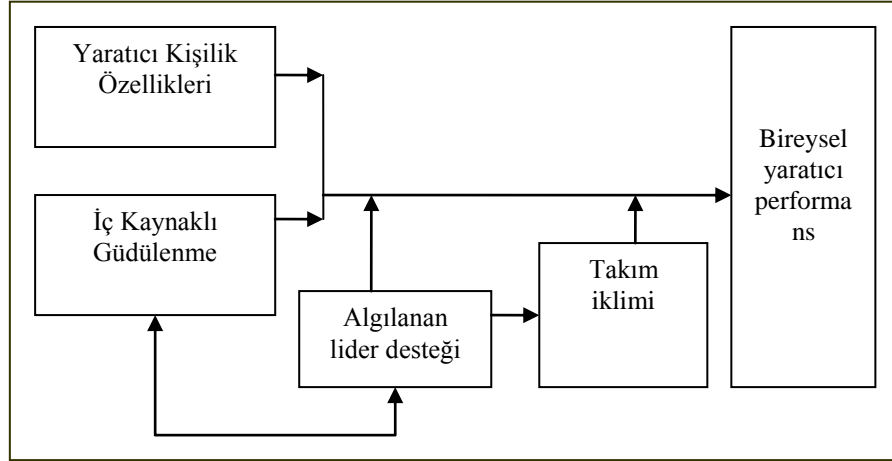 Yaratıcı Kişilik
Özellikleri
İç Kaynaklı
Güdülenme
Algılanan
lider desteği
Takım
iklimi
Bireysel
yaratıcı
performa
ns